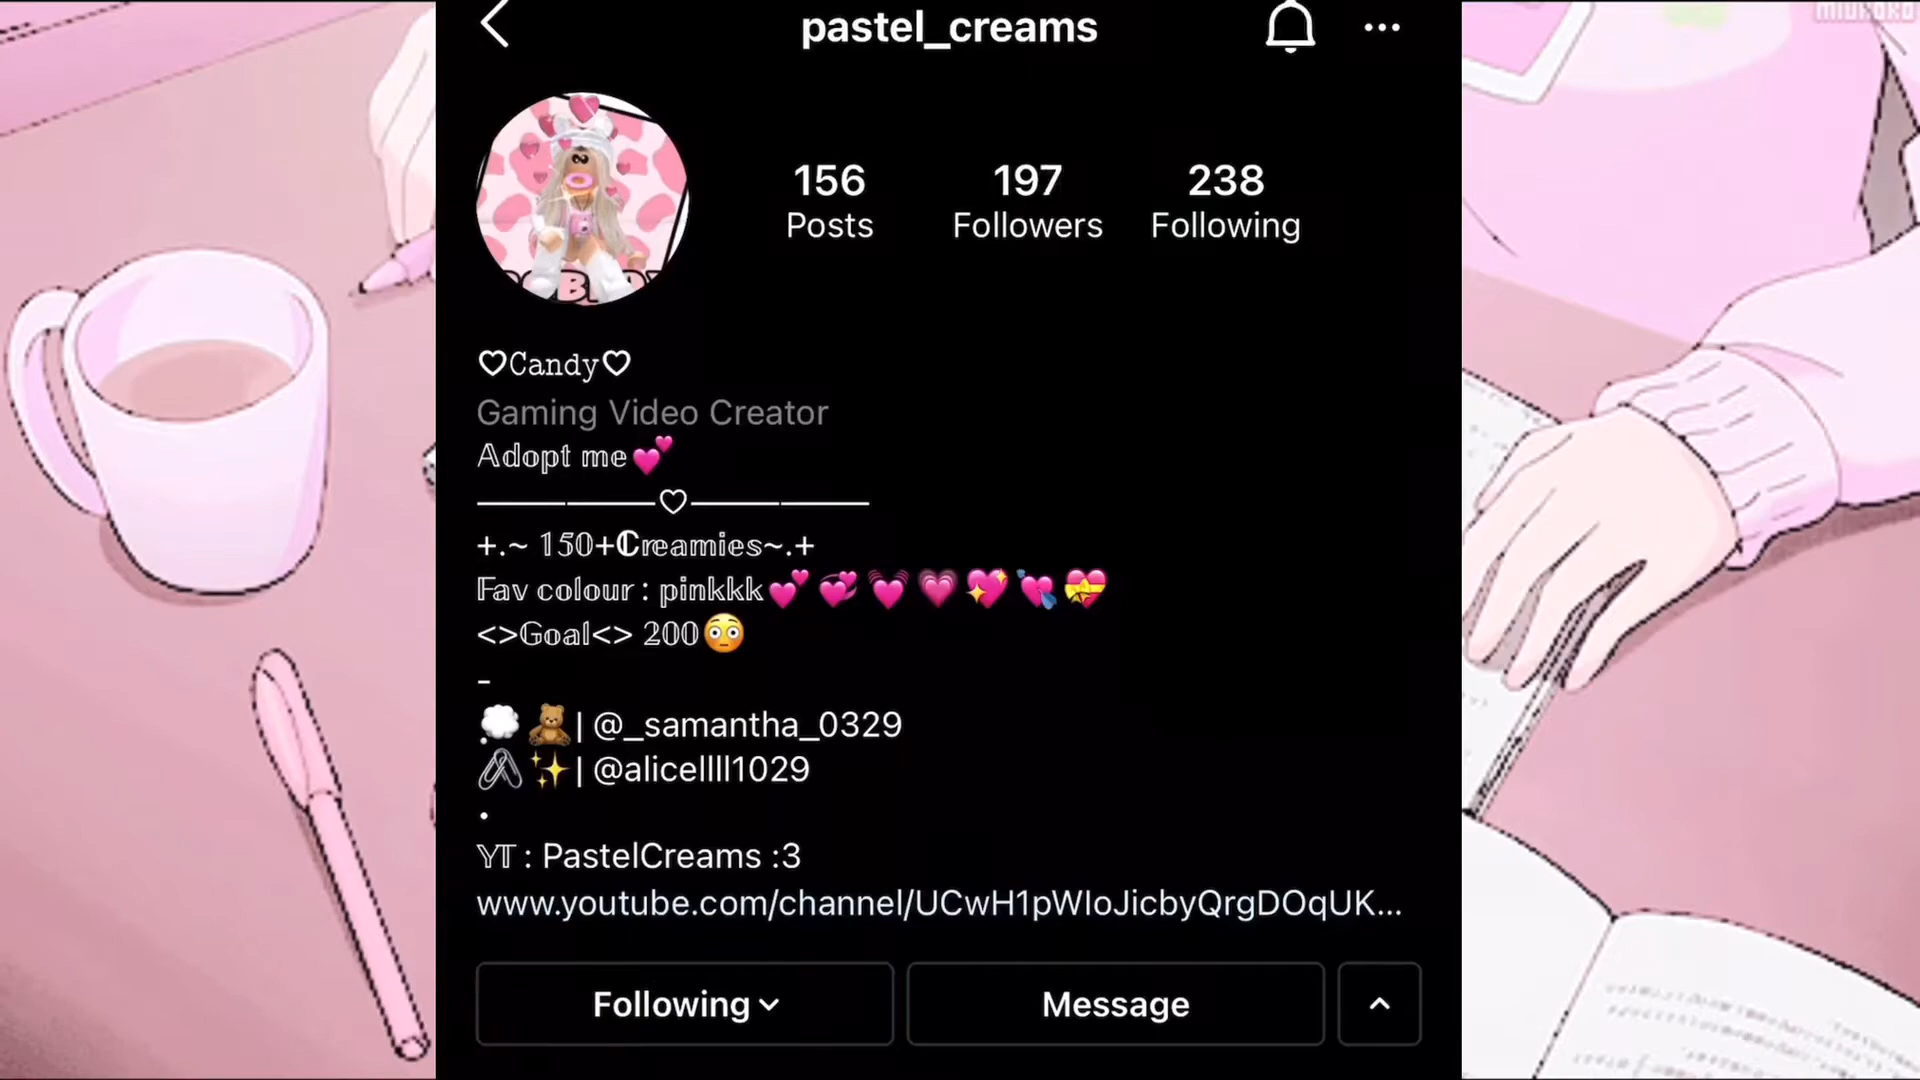 miukoko
pastel_creams
156 197 238
Posts Followers Following
♡Candy♡
Gaming Video Creator
𝔸𝕕𝕠𝕡𝕥 𝕞𝕖💕
————♡————
+.~ 𝟙𝟝𝟘+ℂ𝕣𝕖𝕒𝕞𝕚𝕖𝕤~.+
𝔽𝕒𝕧 𝕔𝕠𝕝𝕠𝕦𝕣 : 𝕡𝕚𝕟𝕜𝕜𝕜💕💞💓💗💖💘💝
<>𝔾𝕠𝕒𝕝<> 𝟚𝟘𝟘😳
-
💭🧸| @_samantha_0329
🖇✨| @alicellll1029
.
𝕐𝕋 : PastelCreams :3
www.youtube.com/channel/UCwH1pWIoJicbyQrgDOqUK...
Following
Message